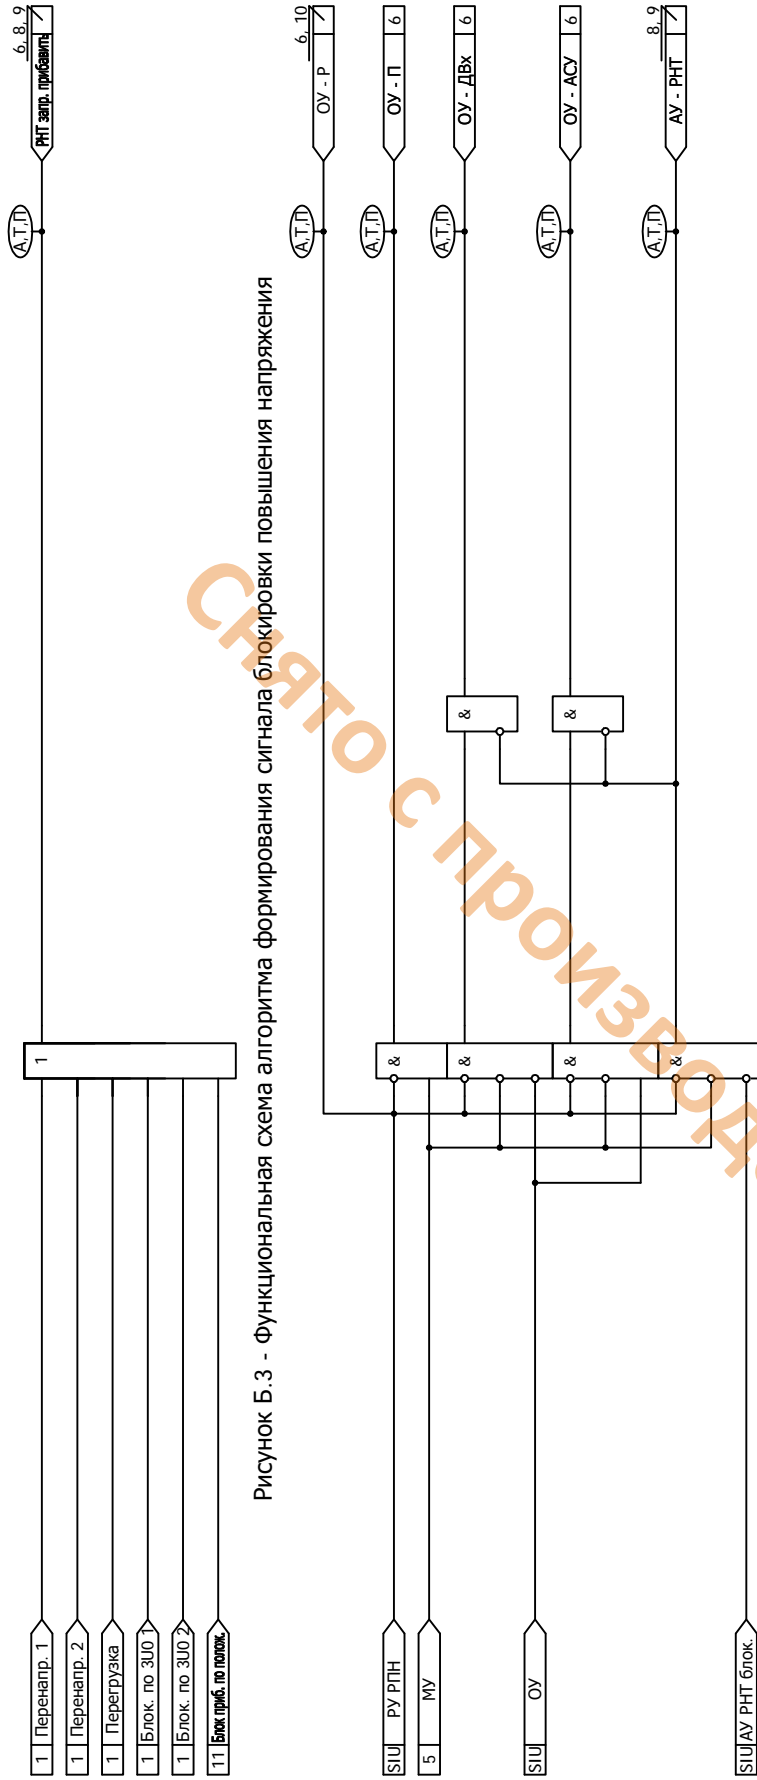 1 Перенапр. 1
1 Перенапр. 2
1 Перегрузка
1 Блок. по 3U0 1
1 Блок. по 3U0 2
11 Блок приб. по полож.
1
А,Т,П
РНТ запр. прибавить
6, 8, 9
Рисунок Б.3 - Функциональная схема алгоритма формирования сигнала блокировки повышения напряжения
SIU РУ РПН
5 МУ
SIU ОУ
SIU АУ РНТ блок.
&
&
&
&
&
&
А,Т,П
ОУ - Р
6, 10
А,Т,П
ОУ - П 6
А,Т,П
ОУ - ДВх 6
А,Т,П
ОУ - АСУ 6
А,Т,П
АУ - РНТ
8, 9
Снято с производ